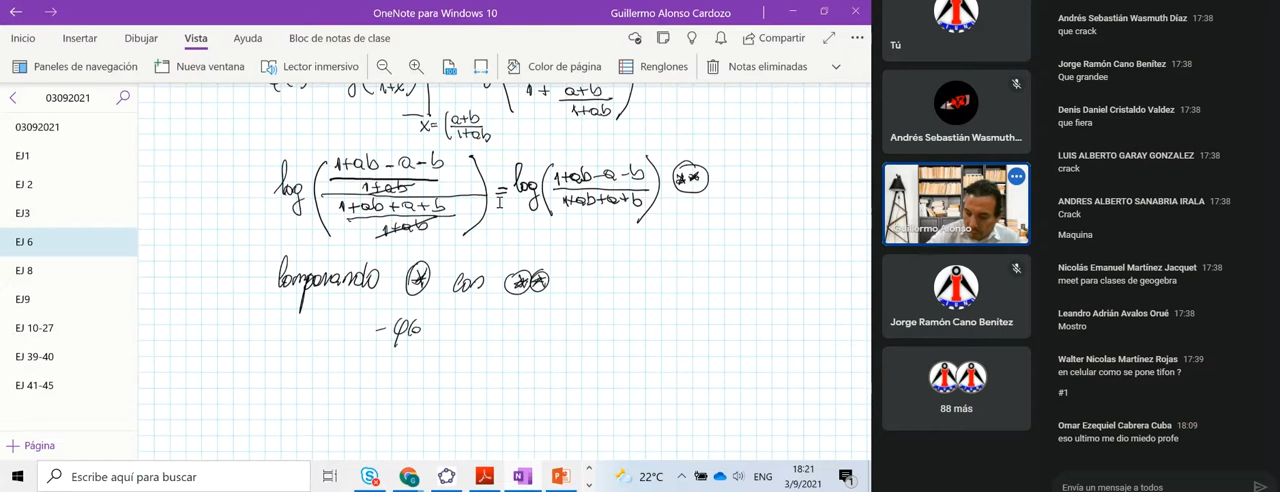 OneNote para Windows 10
Guillermo Alonso Cardozo
Inicio Insertar Dibujar Vista Ayuda Bloc de notas de clase
Compartir
Paneles de navegación Nueva ventana Lector inmersivo Color de página Renglones Notas eliminadas
03092021
03092021
EJ1
EJ 2
EJ3
EJ 6
EJ 8
EJ9
EJ 10-27
EJ 39-40
EJ 41-45
Página
x = (a+b/1+ab
1 + a+b/1+ab)
log((1+ab-a-b/1+ab)/(1+ab+a+b/1+ab)) = log(1+ab-a-b/1+ab+a+b) **
Comparando * con **
- φ(
Escribe aquí para buscar
22°C
ENG
18:21
3/9/2021
1
Tú
Andrés Sebastián Wasmuth...
Guillermo Alonso
Jorge Ramón Cano Benítez
88 más
Andrés Sebastián Wasmuth Díaz 17:38
que crack
Jorge Ramón Cano Benítez 17:38
Que grandee
Denis Daniel Cristaldo Valdez 17:38
que fiera
LUIS ALBERTO GARAY GONZALEZ 17:38
crack
ANDRES ALBERTO SANABRIA IRALA 17:38
Crack
Maquina
Nicolás Emanuel Martínez Jacquet 17:38
meet para clases de geogebra
Leandro Adrián Avalos Orué 17:38
Mostro
Walter Nicolas Martínez Rojas 17:39
en celular como se pone tifon ?
#1
Omar Ezequiel Cabrera Cuba 18:09
eso ultimo me dio miedo profe
Envía un mensaje a todos